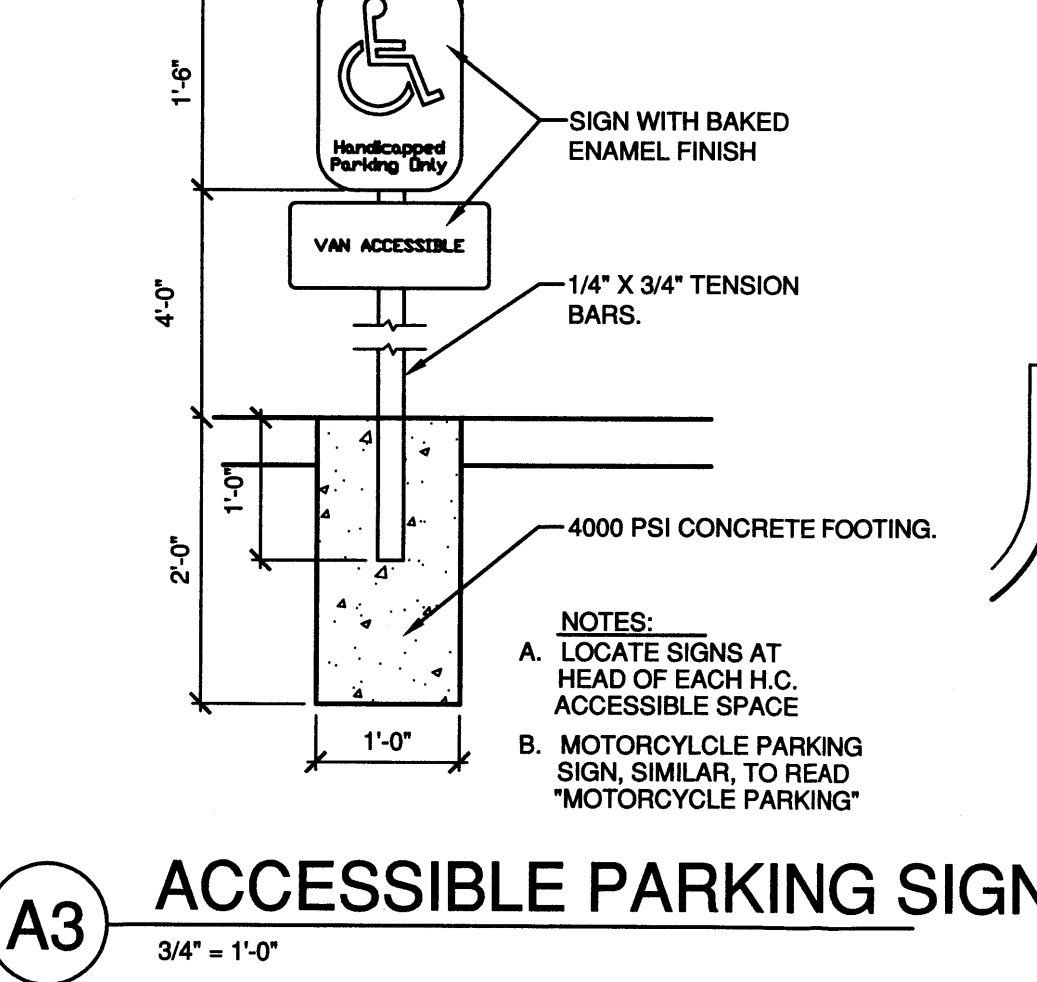 1'-6"
Handicapped
Parking Only
SIGN WITH BAKED
ENAMEL FINISH
VAN ACCESSIBLE
4'-0"
1/4" X 3/4" TENSION
BARS.
1'-0"
2'-0"
4000 PSI CONCRETE FOOTING.
NOTES:
A. LOCATE SIGNS AT
HEAD OF EACH H.C.
ACCESSIBLE SPACE
1'-0"
B. MOTORCYLCLE PARKING
SIGN, SIMILAR, TO READ
"MOTORCYCLE PARKING"
A3
ACCESSIBLE PARKING SIGN
3/4" = 1'-0"